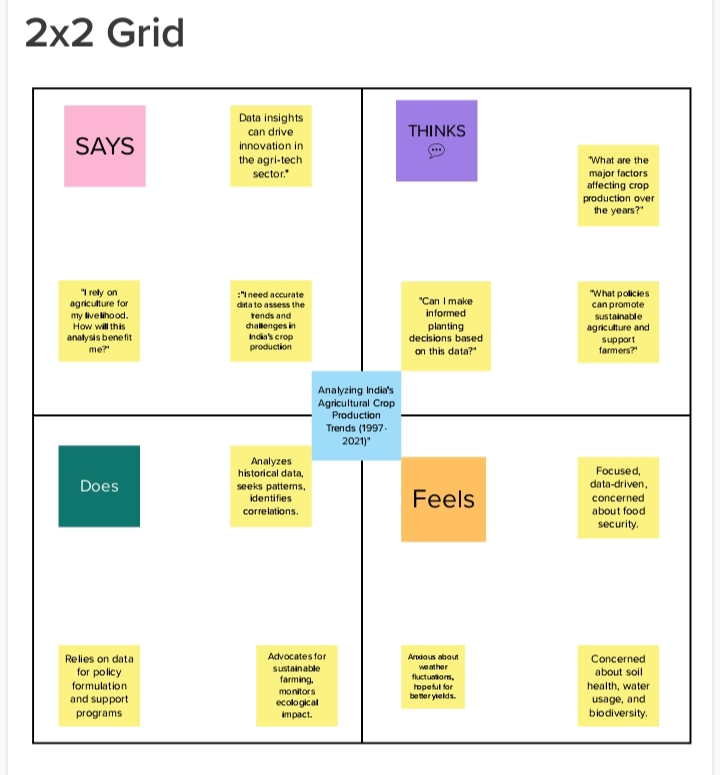 2x2 Grid
SAYS
Data insights
can drive
innovation in
the agri-tech
sector."
THINKS
"What are the
major factors
affecting crop
production over
the years?"
"I rely on
agriculture for
my livelihood.
How will this
analysis benefit
me?"
:"I need accurate
data to assess the
trends and
challenges in
India's crop
production
"Can I make
informed
planting
decisions based
on this data?"
"What policies
can promote
sustainable
agriculture and
support
farmers?"
Analyzing India's
Agricultural Crop
Production
Trends (1997-
2021)"
Does
Analyzes
historical data,
seeks patterns,
identifies
correlations.
Feels
Focused,
data-driven,
concerned
about food
security.
Relies on data
for policy
formulation
and support
programs
Advocates for
sustainable
farming,
monitors
ecological
impact.
Anxious about
weather
fluctuations,
hopeful for
better yields.
Concerned
about soil
health, water
usage, and
biodiversity.